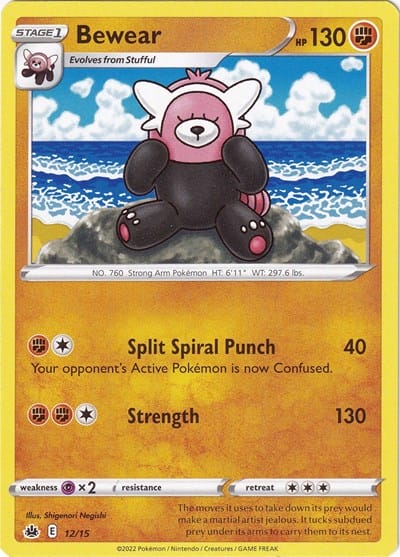 STAGE 1
Bewear
HP 130
Evolves from Stufful
NO. 760 Strong Arm Pokémon HT: 6'11" WT: 297.6 lbs.
Split Spiral Punch 40
Your opponent's Active Pokémon is now Confused.
Strength 130
weakness ×2 resistance retreat
Illus. Shigenori Negishi
E 12/15
The moves it uses to take down its prey would
make a martial artist jealous. It tucks subdued
prey under its arms to carry them to its nest.
©2022 Pokémon / Nintendo / Creatures / GAME FREAK